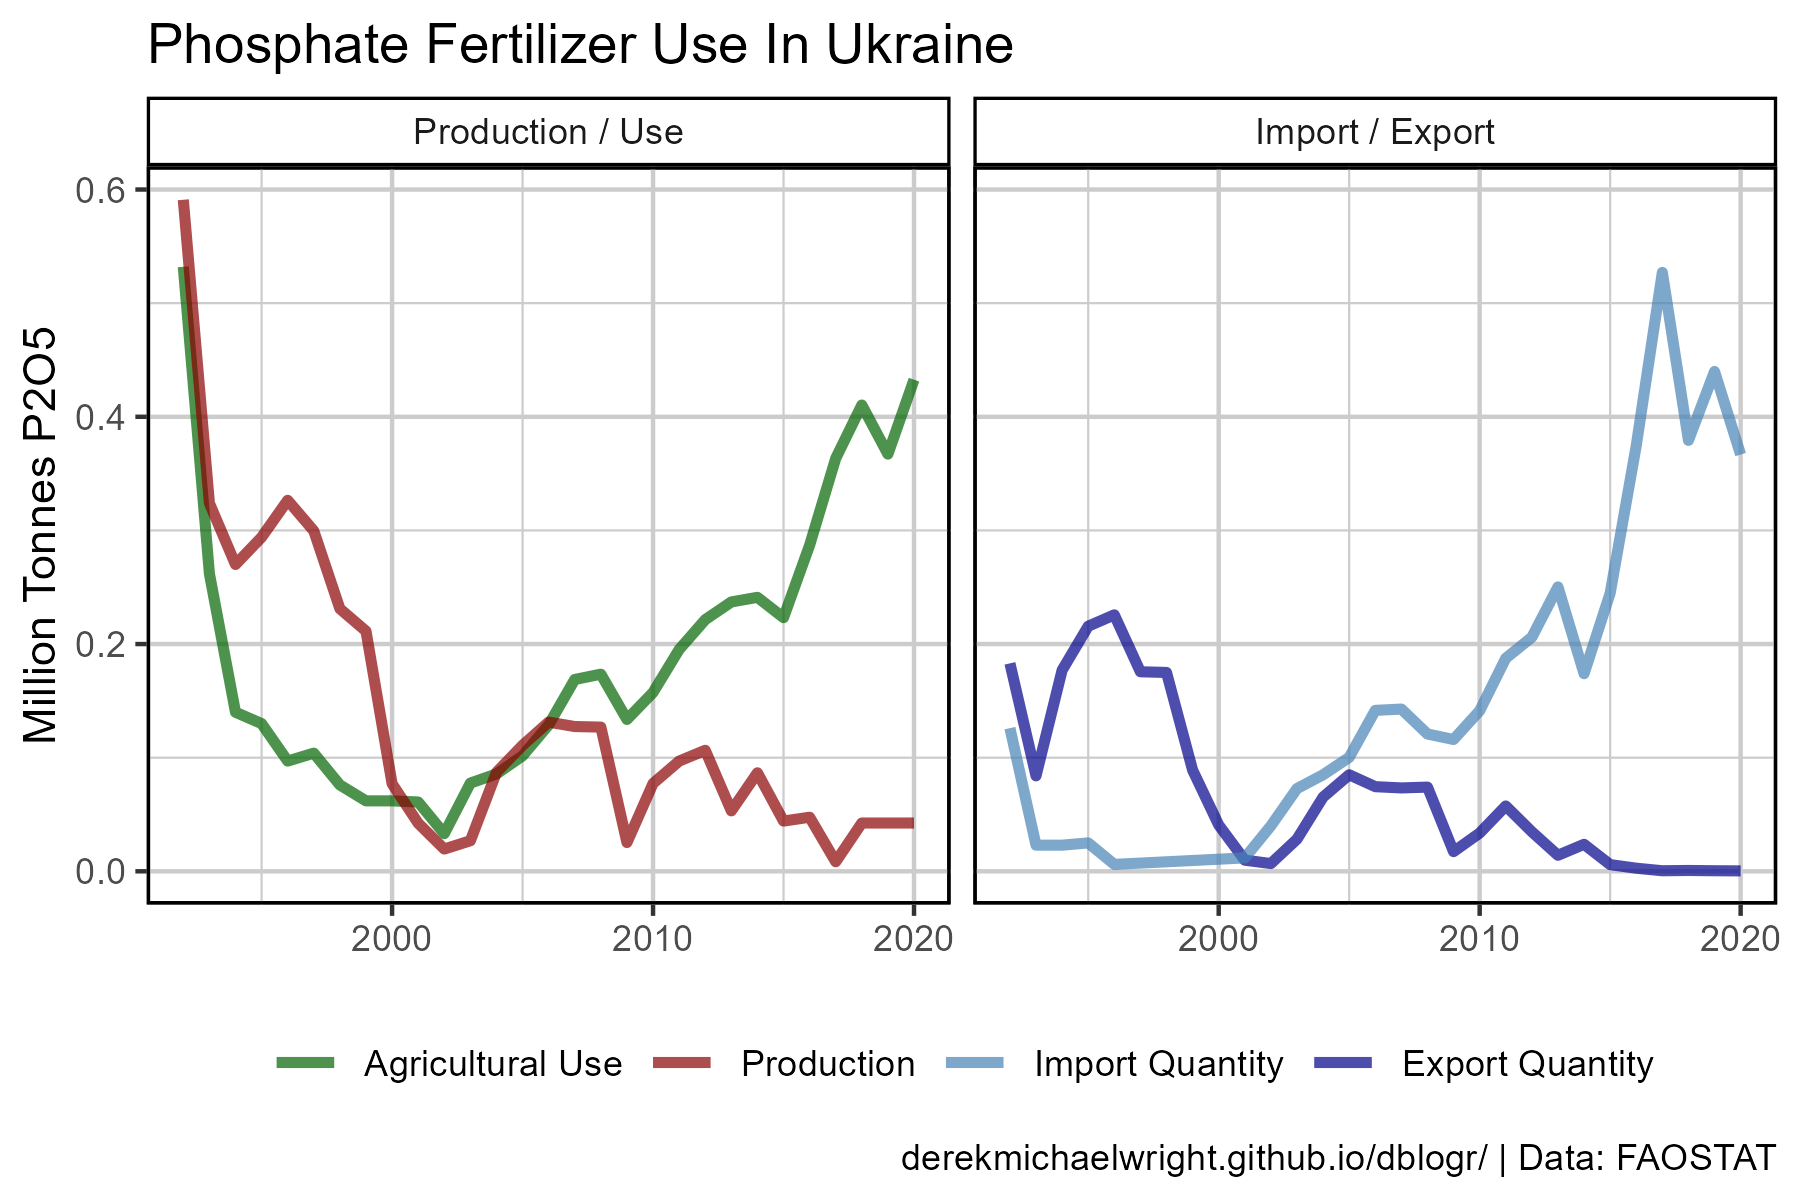 Phosphate Fertilizer Use In Ukraine
Production / Use
Import / Export
Million Tonnes P2O5
0.6
0.4
0.2
0.0
2000 2010 2020
2000 2010 2020
Agricultural Use Production Import Quantity Export Quantity
derekmichaelwright.github.io/dblogr/ | Data: FAOSTAT